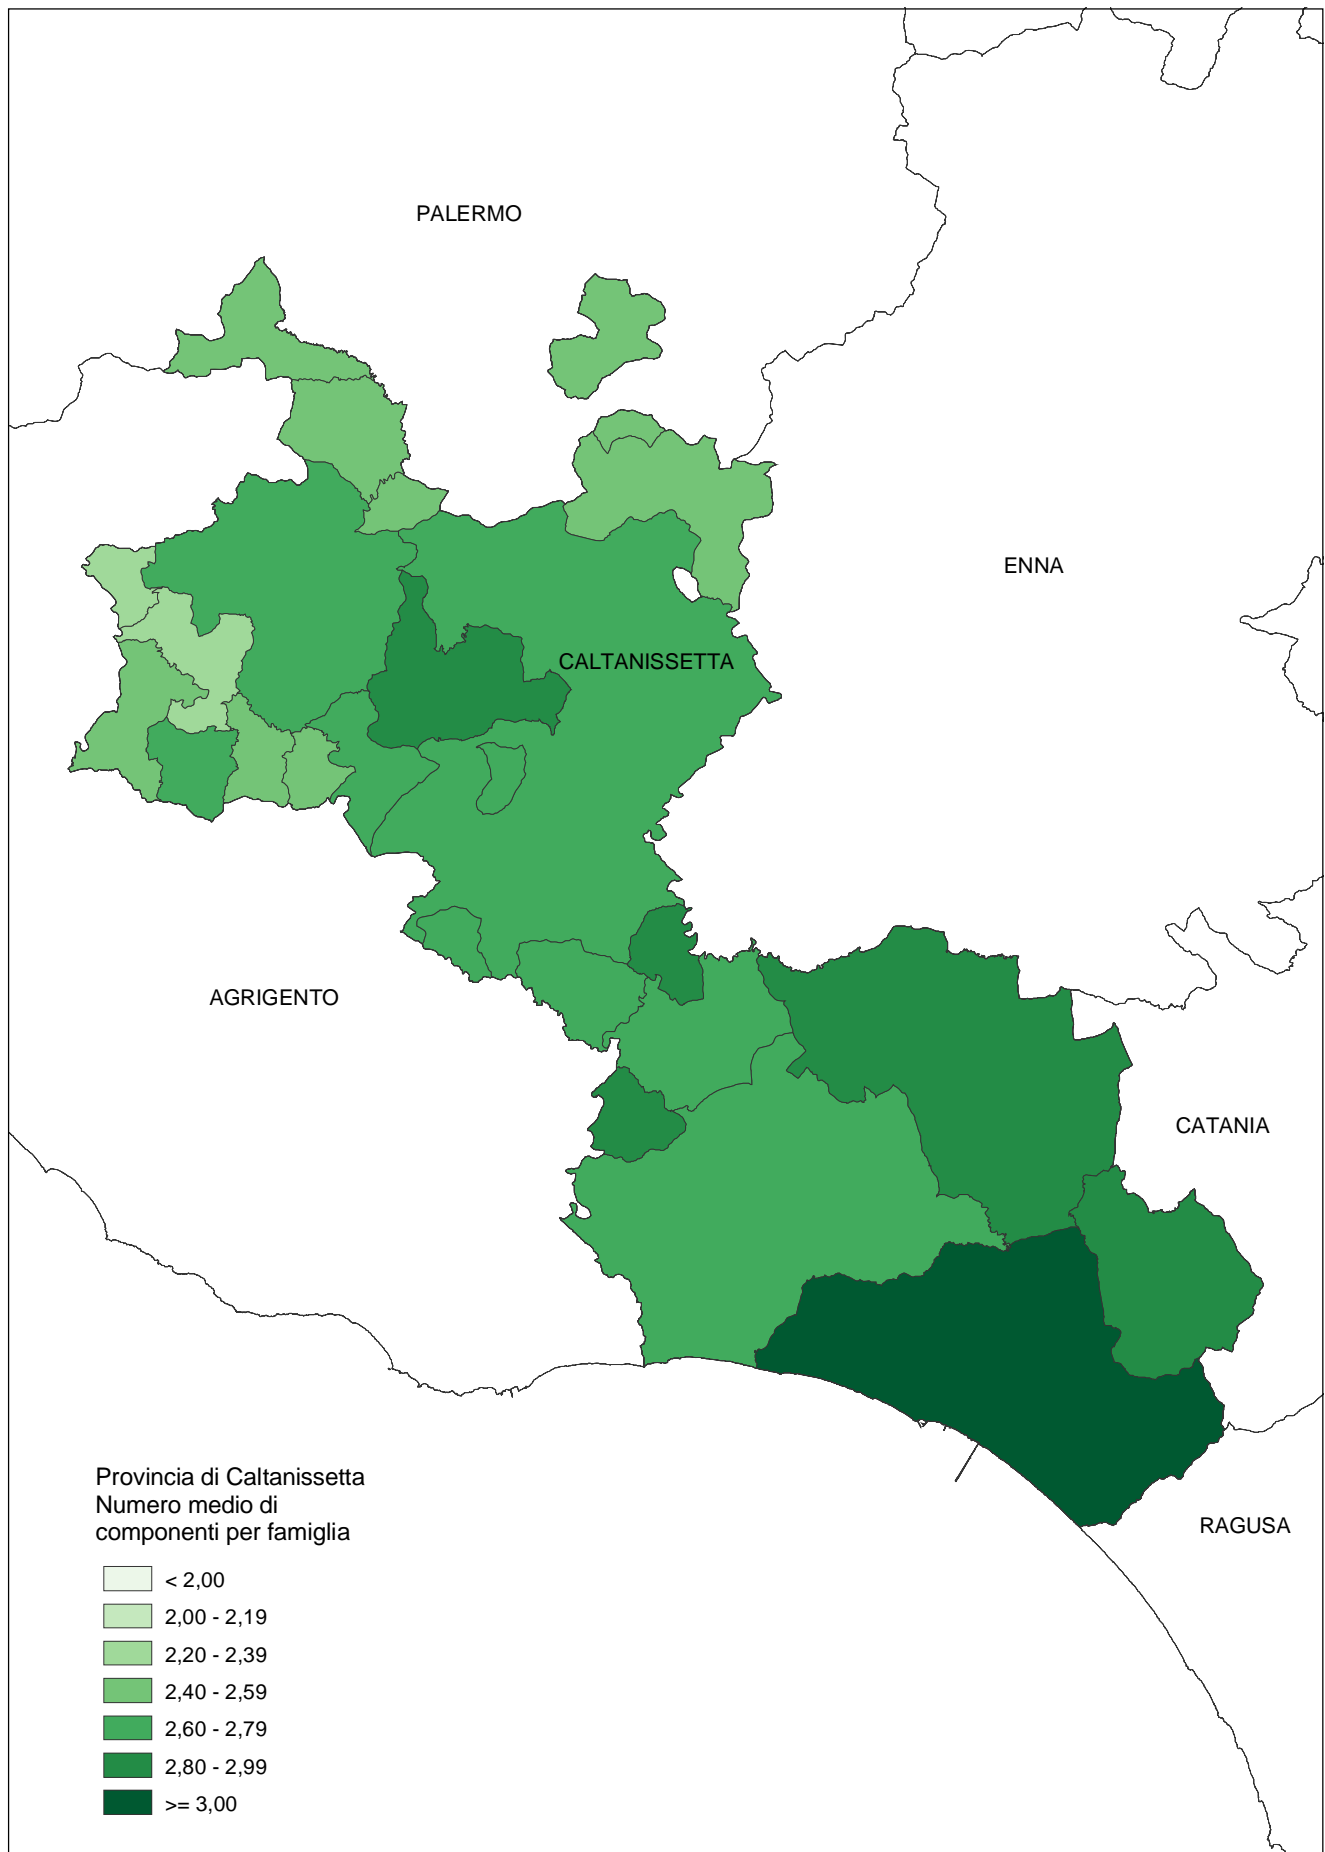 PALERMO
ENNA
CALTANISSETTA
AGRIGENTO
CATANIA
RAGUSA
Provincia di Caltanissetta
Numero medio di
componenti per famiglia
< 2,00
2,00 - 2,19
2,20 - 2,39
2,40 - 2,59
2,60 - 2,79
2,80 - 2,99
>= 3,00